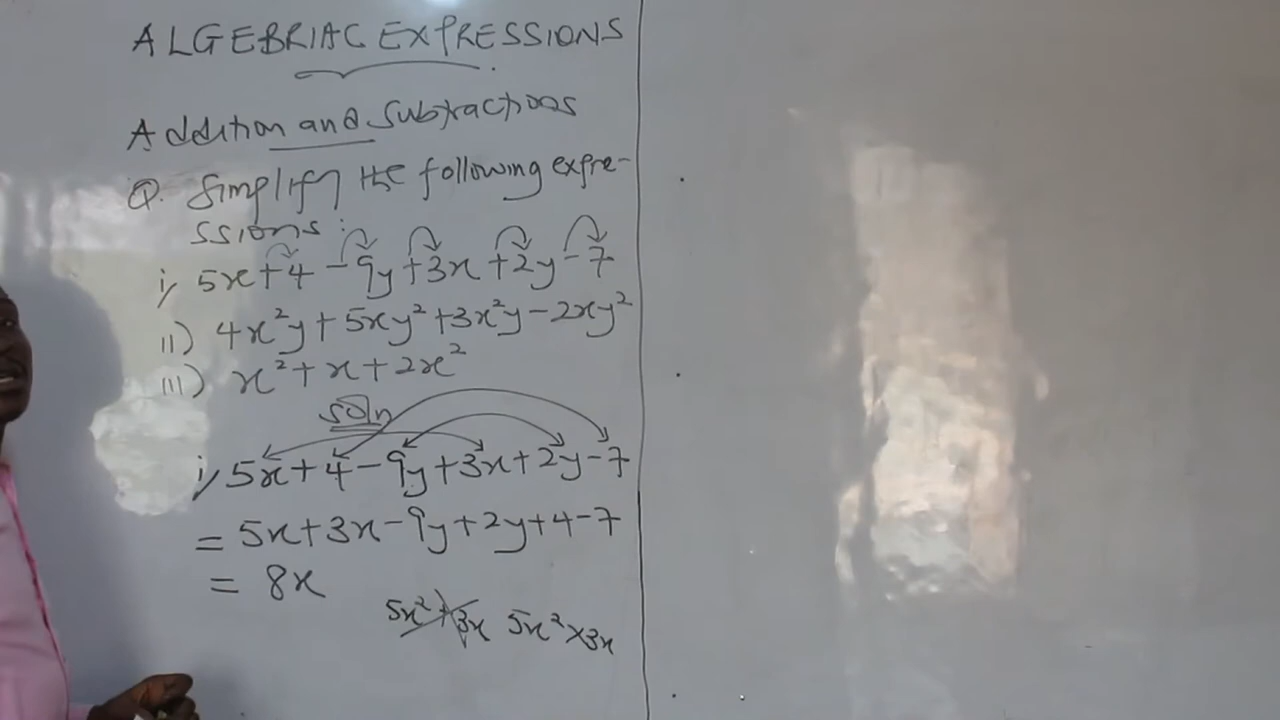 ALGEBRIAC EXPRESSIONS
Addition and Subtractions
Q. Simplify the following expre-
ssions:
i, 5x+4-9y+3x+2y-7
ii) 4x²y+5xy²+3x²y-2xy²
iii) x²+x+2x²
soln
i, 5x+4-9y+3x+2y-7
= 5x+3x-9y+2y+4-7
= 8x
5x²+3x 5x²×3x